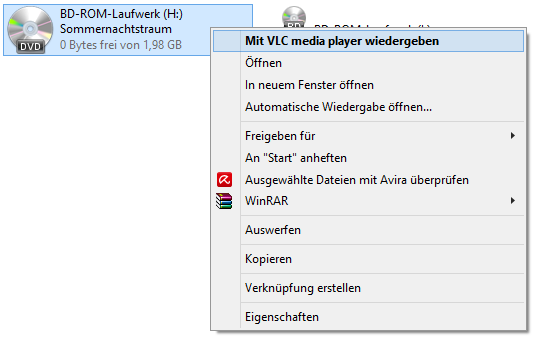 BD-ROM-Laufwerk (H:)
Sommernachtstraum
0 Bytes frei von 1,98 GB
DVD
BD-ROM-Laufwerk (I:)
Mit VLC media player wiedergeben
Öffnen
In neuem Fenster öffnen
Automatische Wiedergabe öffnen...
Freigeben für
An "Start" anheften
Ausgewählte Dateien mit Avira überprüfen
WinRAR
Auswerfen
Kopieren
Verknüpfung erstellen
Eigenschaften